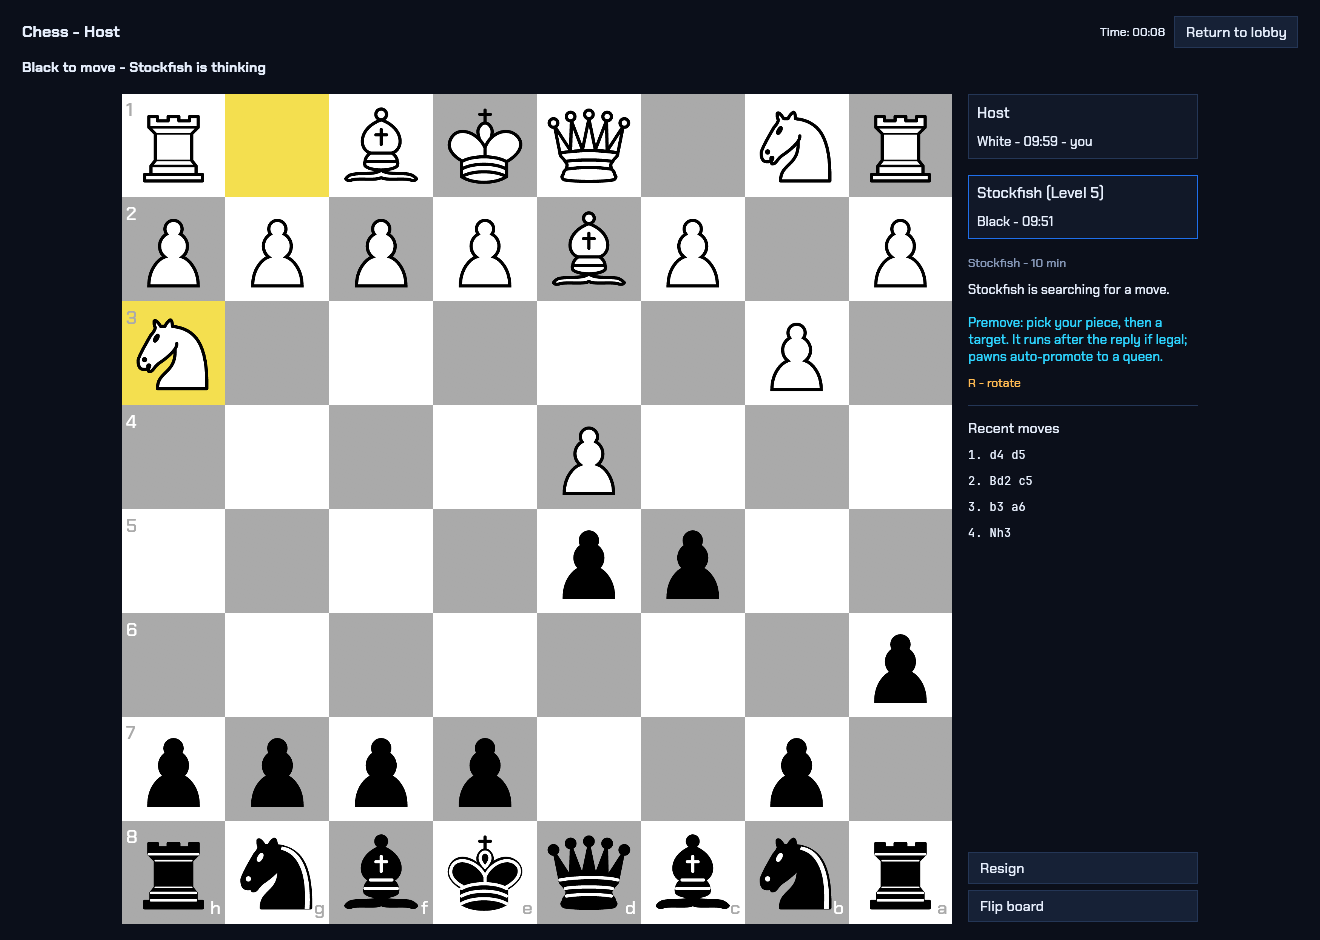 Chess - Host
Time: 00:08
Return to lobby
Black to move - Stockfish is thinking
1
2
3
4
5
6
7
8
h
g
f
e
d
c
b
a
Host
White - 09:59 - you
Stockfish (Level 5)
Black - 09:51
Stockfish - 10 min
Stockfish is searching for a move.
Premove: pick your piece, then a
target. It runs after the reply if legal;
pawns auto-promote to a queen.
R - rotate
Recent moves
1. d4 d5
2. Bd2 c5
3. b3 a6
4. Nh3
Resign
Flip board